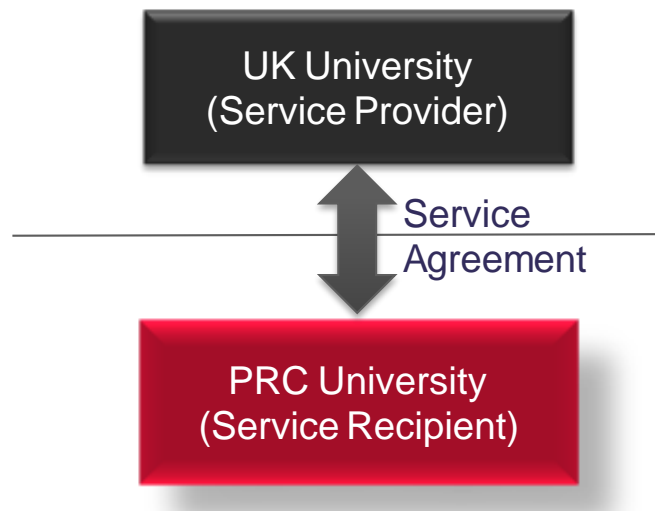 UK University
(Service Provider)
Service
Agreement
PRC University
(Service Recipient)